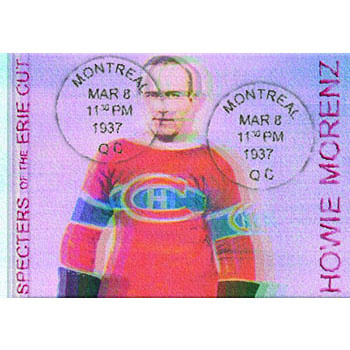 SPECTERS OF THE ERIE CUT
MONTREAL
MAR 8
11 30 PM
1937
Q C
MONTREAL
MAR 8
11 30 PM
1937
Q C
CH
HOWIE MORENZ